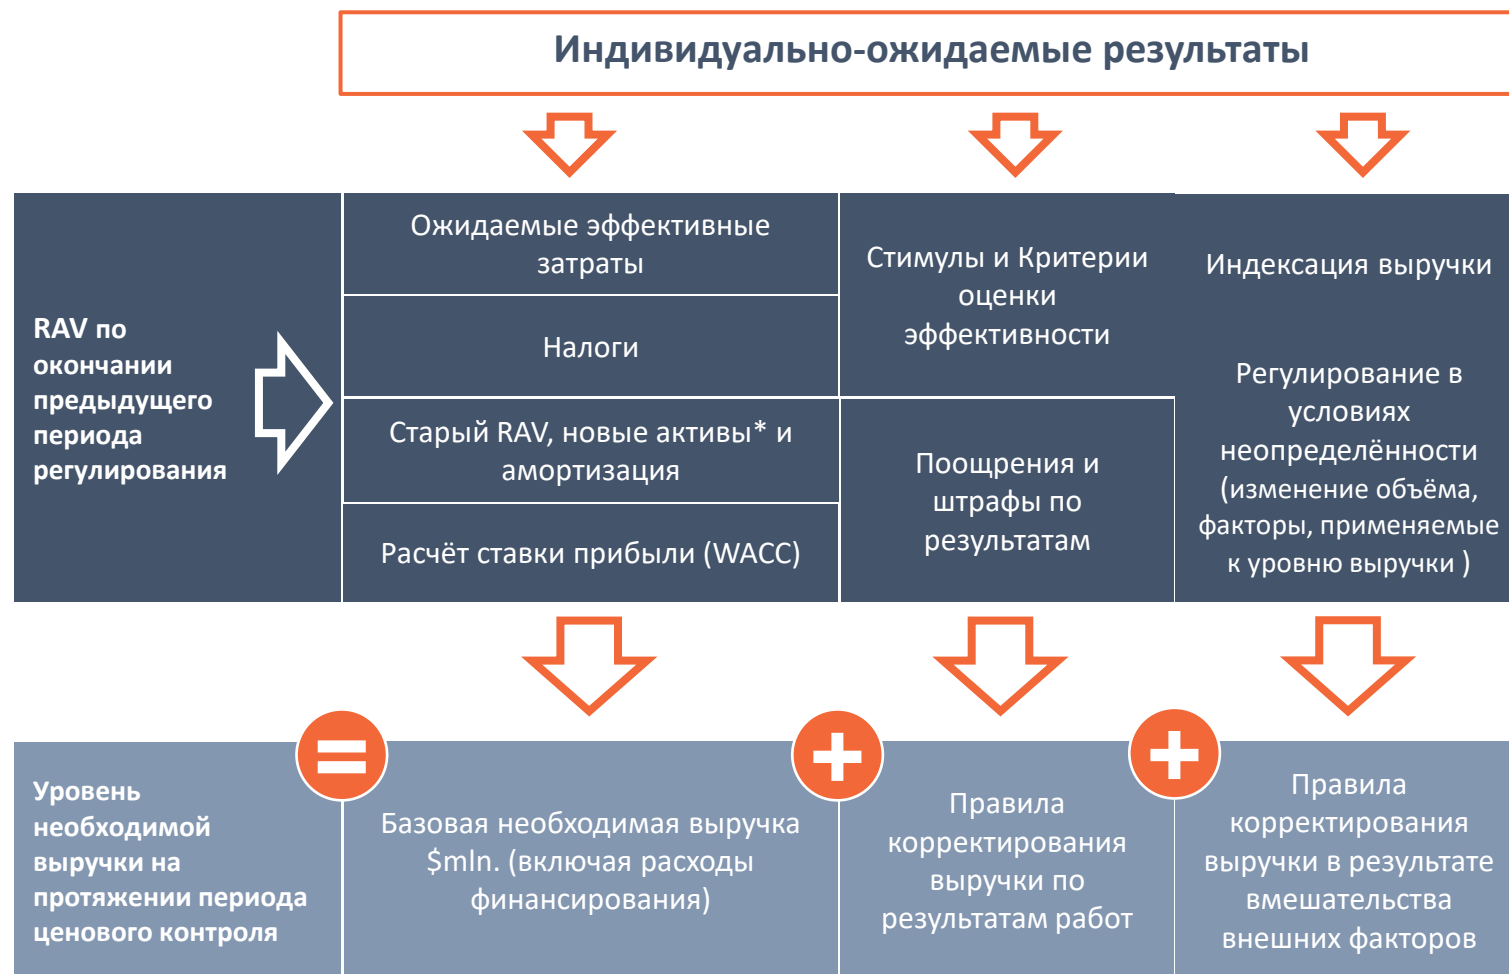 Индивидуально-ожидаемые результаты
RAV по
окончании
предыдущего
периода
регулирования
Ожидаемые эффективные
затраты
Налоги
Старый RAV, новые активы* и
амортизация
Расчёт ставки прибыли (WACC)
Стимулы и Критерии
оценки
эффективности
Поощрения и
штрафы по
результатам
Индексация выручки
Регулирование в
условиях
неопределённости
(изменение объёма,
факторы, применяемые
к уровню выручки )
Уровень
необходимой
выручки на
протяжении периода
ценового контроля
=
Базовая необходимая выручка
$mln. (включая расходы
финансирования)
+
Правила
корректирования
выручки по
результатам работ
+
Правила
корректирования
выручки в результате
вмешательства
внешних факторов